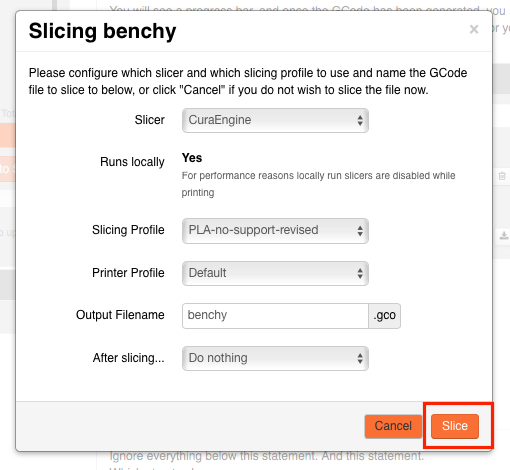 You will see a progress bar, and once the GCode has been generated, you
Slicing benchy
×
Please configure which slicer and which slicing profile to use and name the GCode
file to slice to below, or click "Cancel" if you do not wish to slice the file now.
Slicer CuraEngine
Runs locally Yes
For performance reasons locally run slicers are disabled while
printing
Slicing Profile PLA-no-support-revised
Printer Profile Default
Output Filename benchy .gco
After slicing... Do nothing
Cancel Slice
Ignore everything below this statement. And this statement.